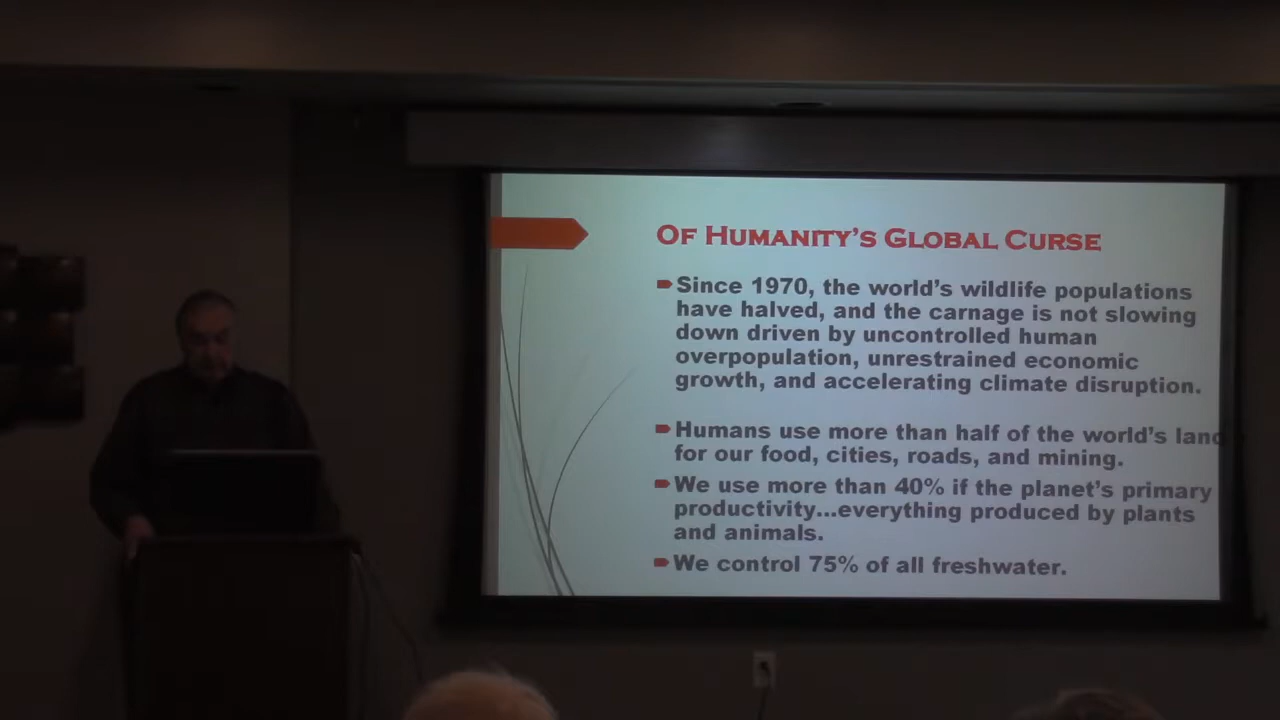 OF HUMANITY'S GLOBAL CURSE
Since 1970, the world's wildlife populations
have halved, and the carnage is not slowing
down driven by uncontrolled human
overpopulation, unrestrained economic
growth, and accelerating climate disruption.
Humans use more than half of the world's land
for our food, cities, roads, and mining.
We use more than 40% if the planet's primary
productivity...everything produced by plants
and animals.
We control 75% of all freshwater.